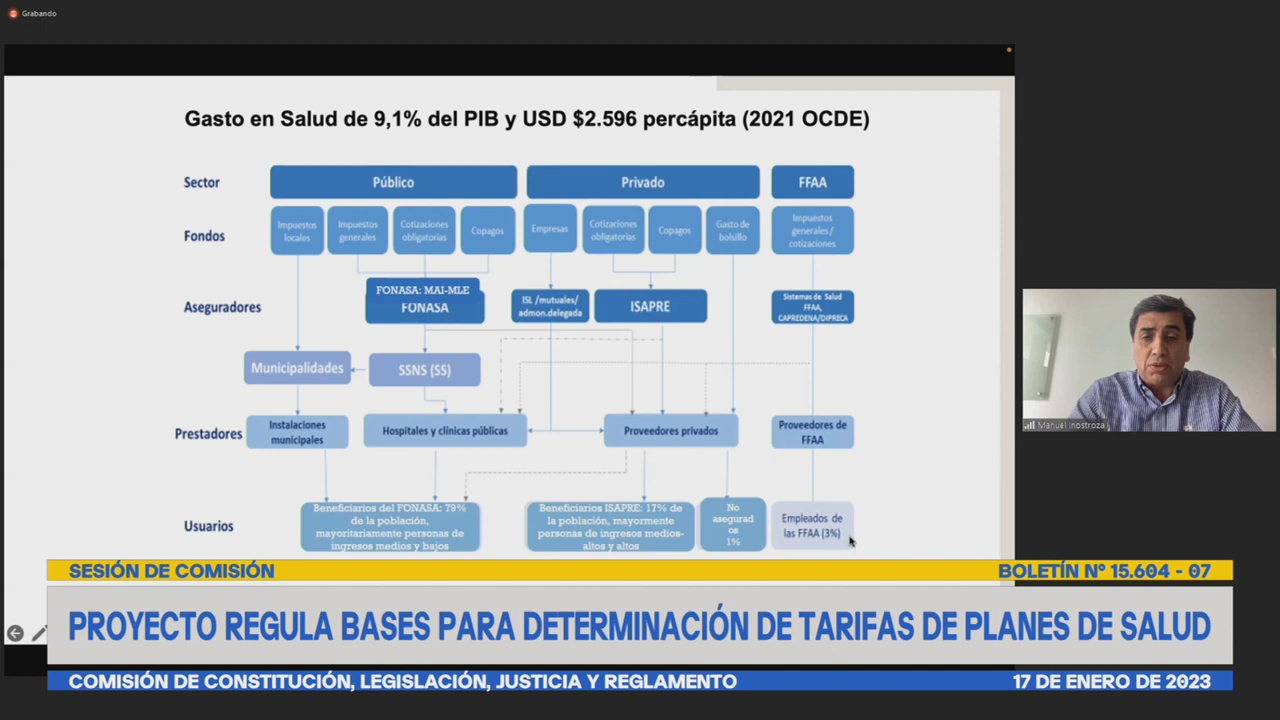 Grabando
Gasto en Salud de 9,1% del PIB y USD $2.596 percápita (2021 OCDE)
Sector
Público
Privado
FFAA
Fondos
Impuestos
locales
Impuestos
generales
Cotizaciones
obligatorias
Copagos
Empresas
Cotizaciones
obligatorias
Copagos
Gasto de
bolsillo
Impuestos
generales/
cotizaciones
Aseguradores
FONASA: MAI-MLE
FONASA
ISL /mutuales/
admon.delegada
ISAPRE
Sistemas de Salud
FFAA,
CAPREDENA/DIPRECA
Municipalidades
SSNS (SS)
Prestadores
Instalaciones
municipales
Hospitales y clínicas públicas
Proveedores privados
Proveedores de
FFAA
Usuarios
Beneficiarios del FONASA: 79%
de la población,
mayoritariamente personas de
ingresos medios y bajos
Beneficiarios ISAPRE: 17% de
la población, mayormente
personas de ingresos medios-
altos y altos
No
asegurad
os
1%
Empleados de
las FFAA (3%)
Manuel Inostroza
SESIÓN DE COMISIÓN
BOLETÍN N° 15.604 - 07
PROYECTO REGULA BASES PARA DETERMINACIÓN DE TARIFAS DE PLANES DE SALUD
COMISIÓN DE CONSTITUCIÓN, LEGISLACIÓN, JUSTICIA Y REGLAMENTO
17 DE ENERO DE 2023